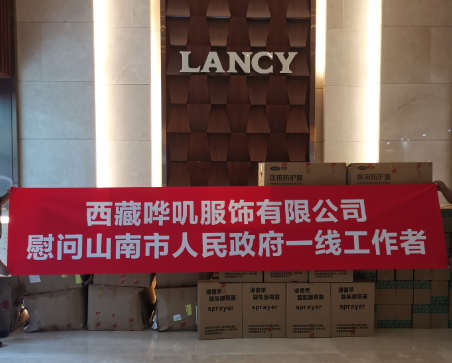 LANCY
医用防护服
医用防护服
西藏哗叽服饰有限公司
慰问山南市人民政府一线工作者
sprayer
sprayer
sprayer
sprayer